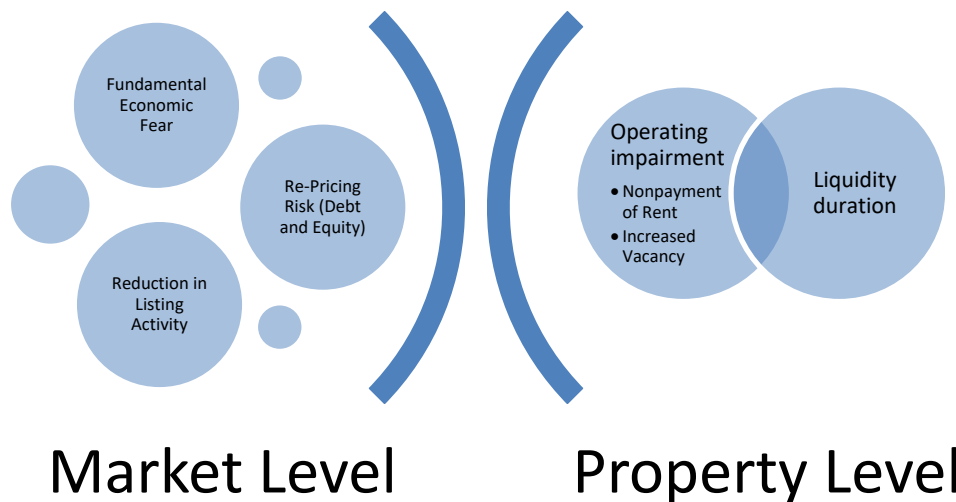 Fundamental
Economic
Fear
Re-Pricing
Risk (Debt
and Equity)
Reduction in
Listing
Activity
Operating
impairment
• Nonpayment
of Rent
• Increased
Vacancy
Liquidity
duration
Market Level
Property Level